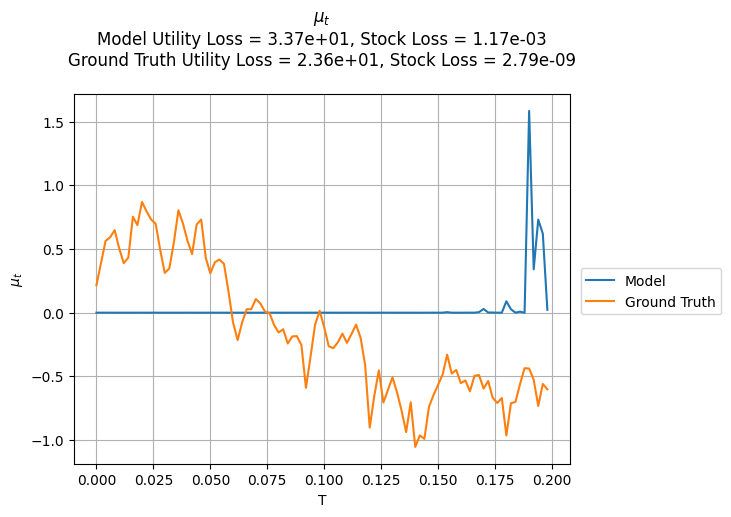 μₜ
Model Utility Loss = 3.37e+01, Stock Loss = 1.17e-03
Ground Truth Utility Loss = 2.36e+01, Stock Loss = 2.79e-09
1.5
1.0
0.5
0.0
−0.5
−1.0
μₜ
0.000 0.025 0.050 0.075 0.100 0.125 0.150 0.175 0.200
T
Model
Ground Truth